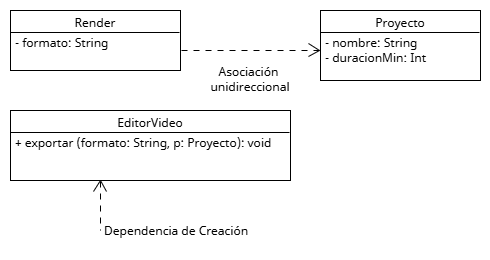 Render
- formato: String
Proyecto
- nombre: String
- duracionMin: Int
Asociación
unidireccional
EditorVideo
+ exportar (formato: String, p: Proyecto): void
Dependencia de Creación